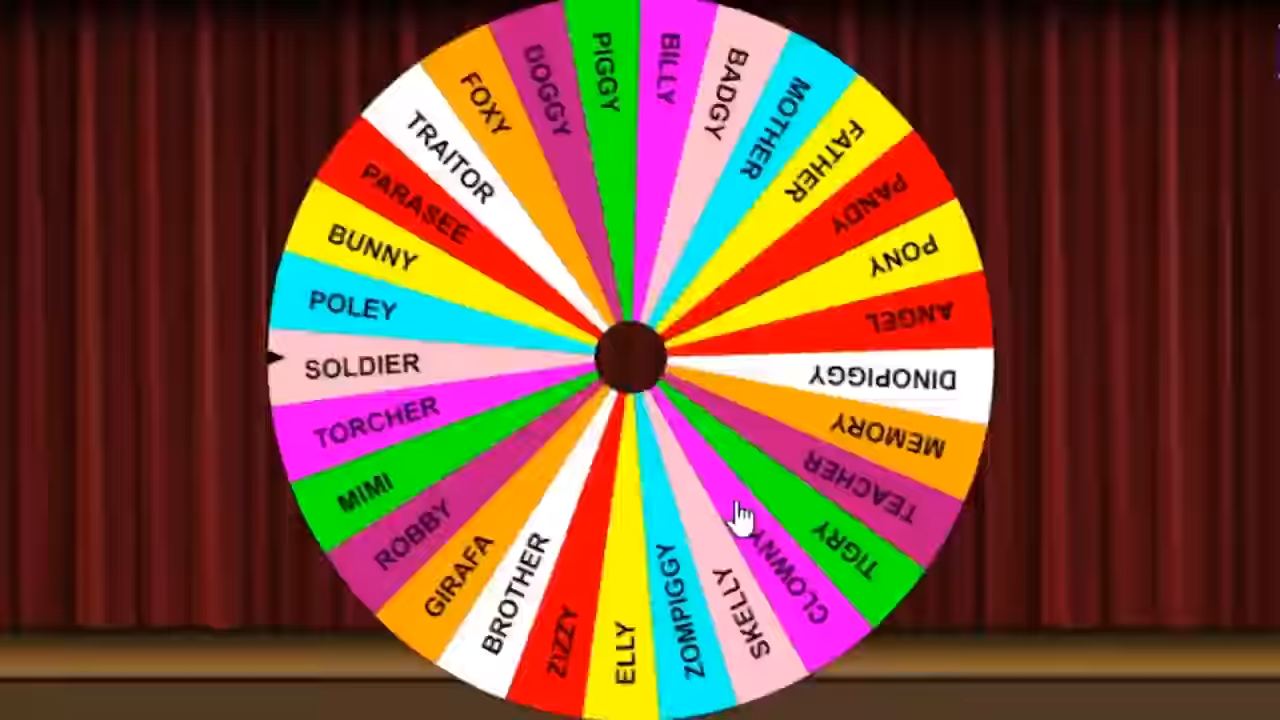 PIGGY
BILLY
BADGY
MOTHER
FATHER
PANDY
PONY
ANGEL
DINOPIGGY
MEMORY
TEACHER
TIGRY
CLOWNY
SKELLY
ZOMPIGGY
ELLY
ZIZZY
BROTHER
GIRAFA
ROBBY
MIMI
TORCHER
SOLDIER
POLEY
BUNNY
PARASEE
TRAITOR
FOXY
DOGGY